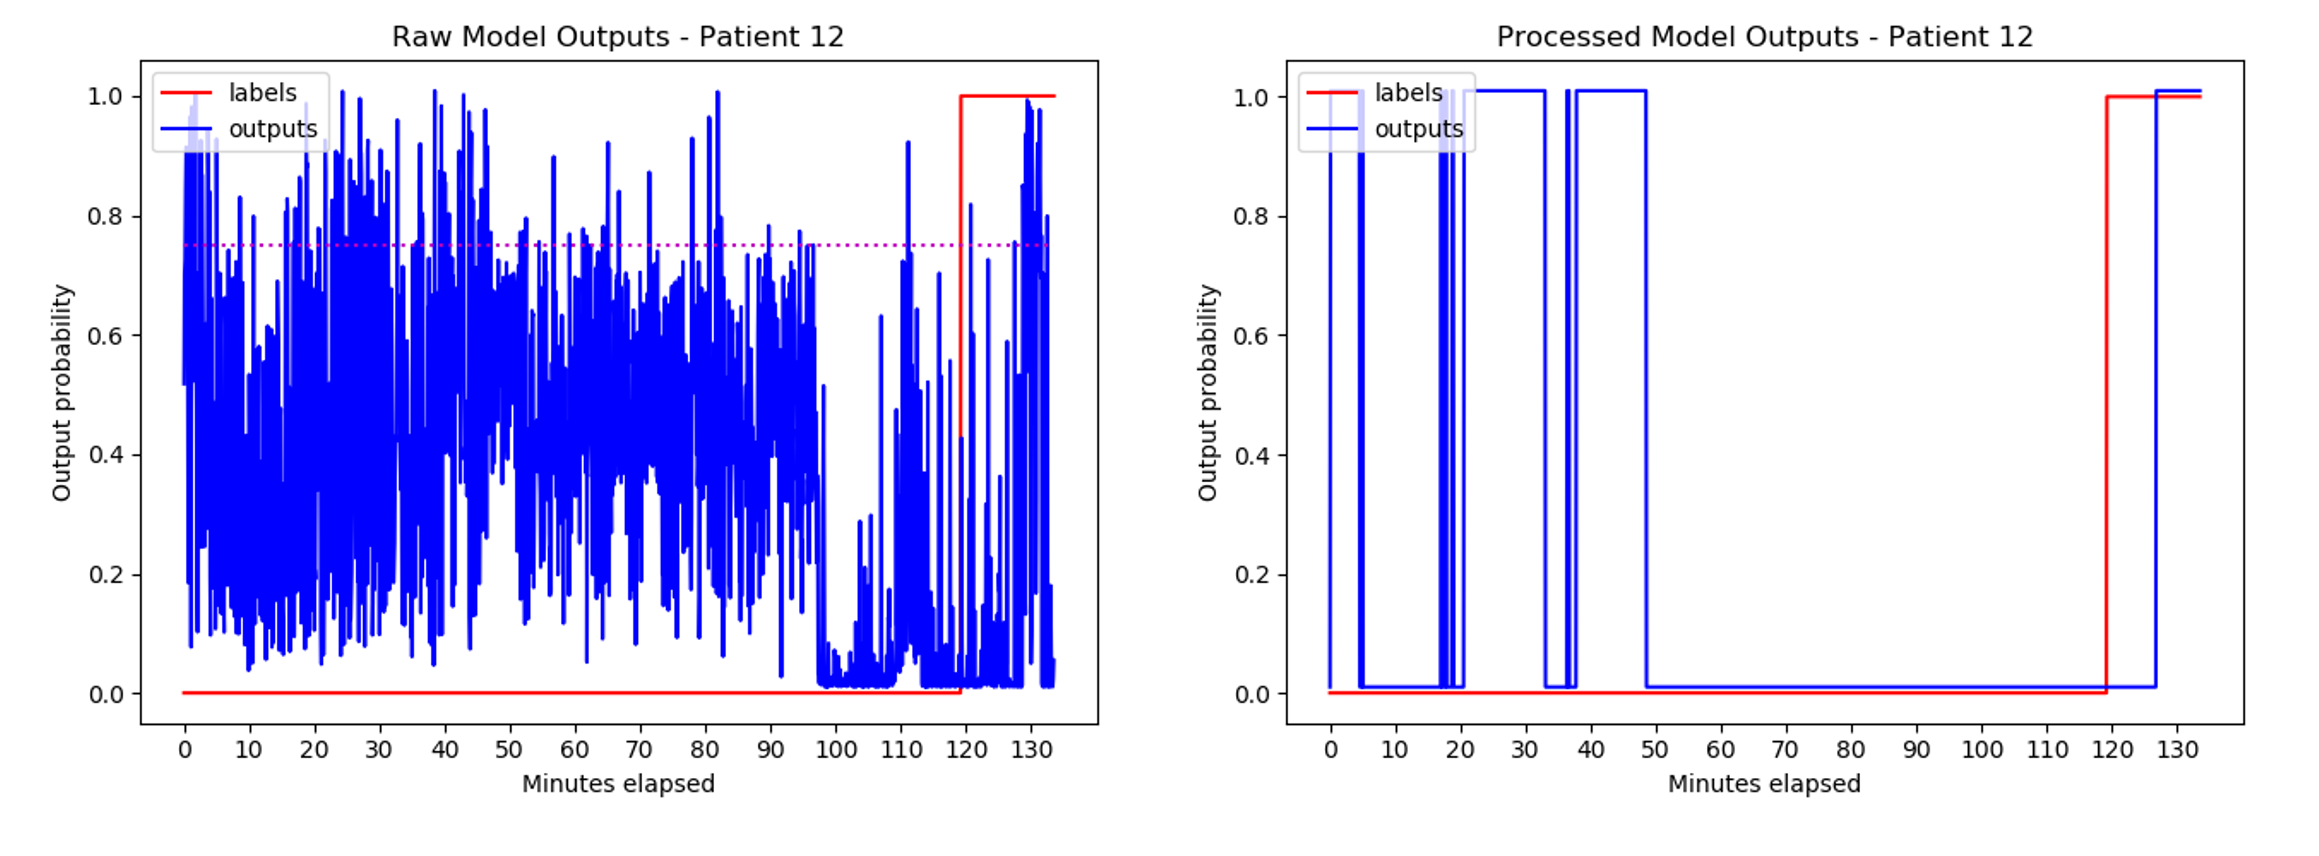 Raw Model Outputs - Patient 12
labels
outputs
1.0
0.8
0.6
0.4
0.2
0.0
Output probability
0 10 20 30 40 50 60 70 80 90 100 110 120 130
Minutes elapsed
Processed Model Outputs - Patient 12
labels
outputs
1.0
0.8
0.6
0.4
0.2
0.0
Output probability
0 10 20 30 40 50 60 70 80 90 100 110 120 130
Minutes elapsed